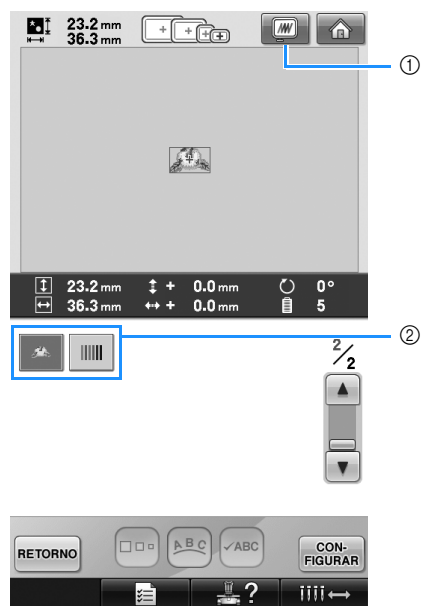 23.2 mm
36.3 mm
①
23.2 mm + 0.0 mm 0°
36.3 mm + 0.0 mm 5
②
2/2
RETORNO
ABC
✓ABC
CON-
FIGURAR
?